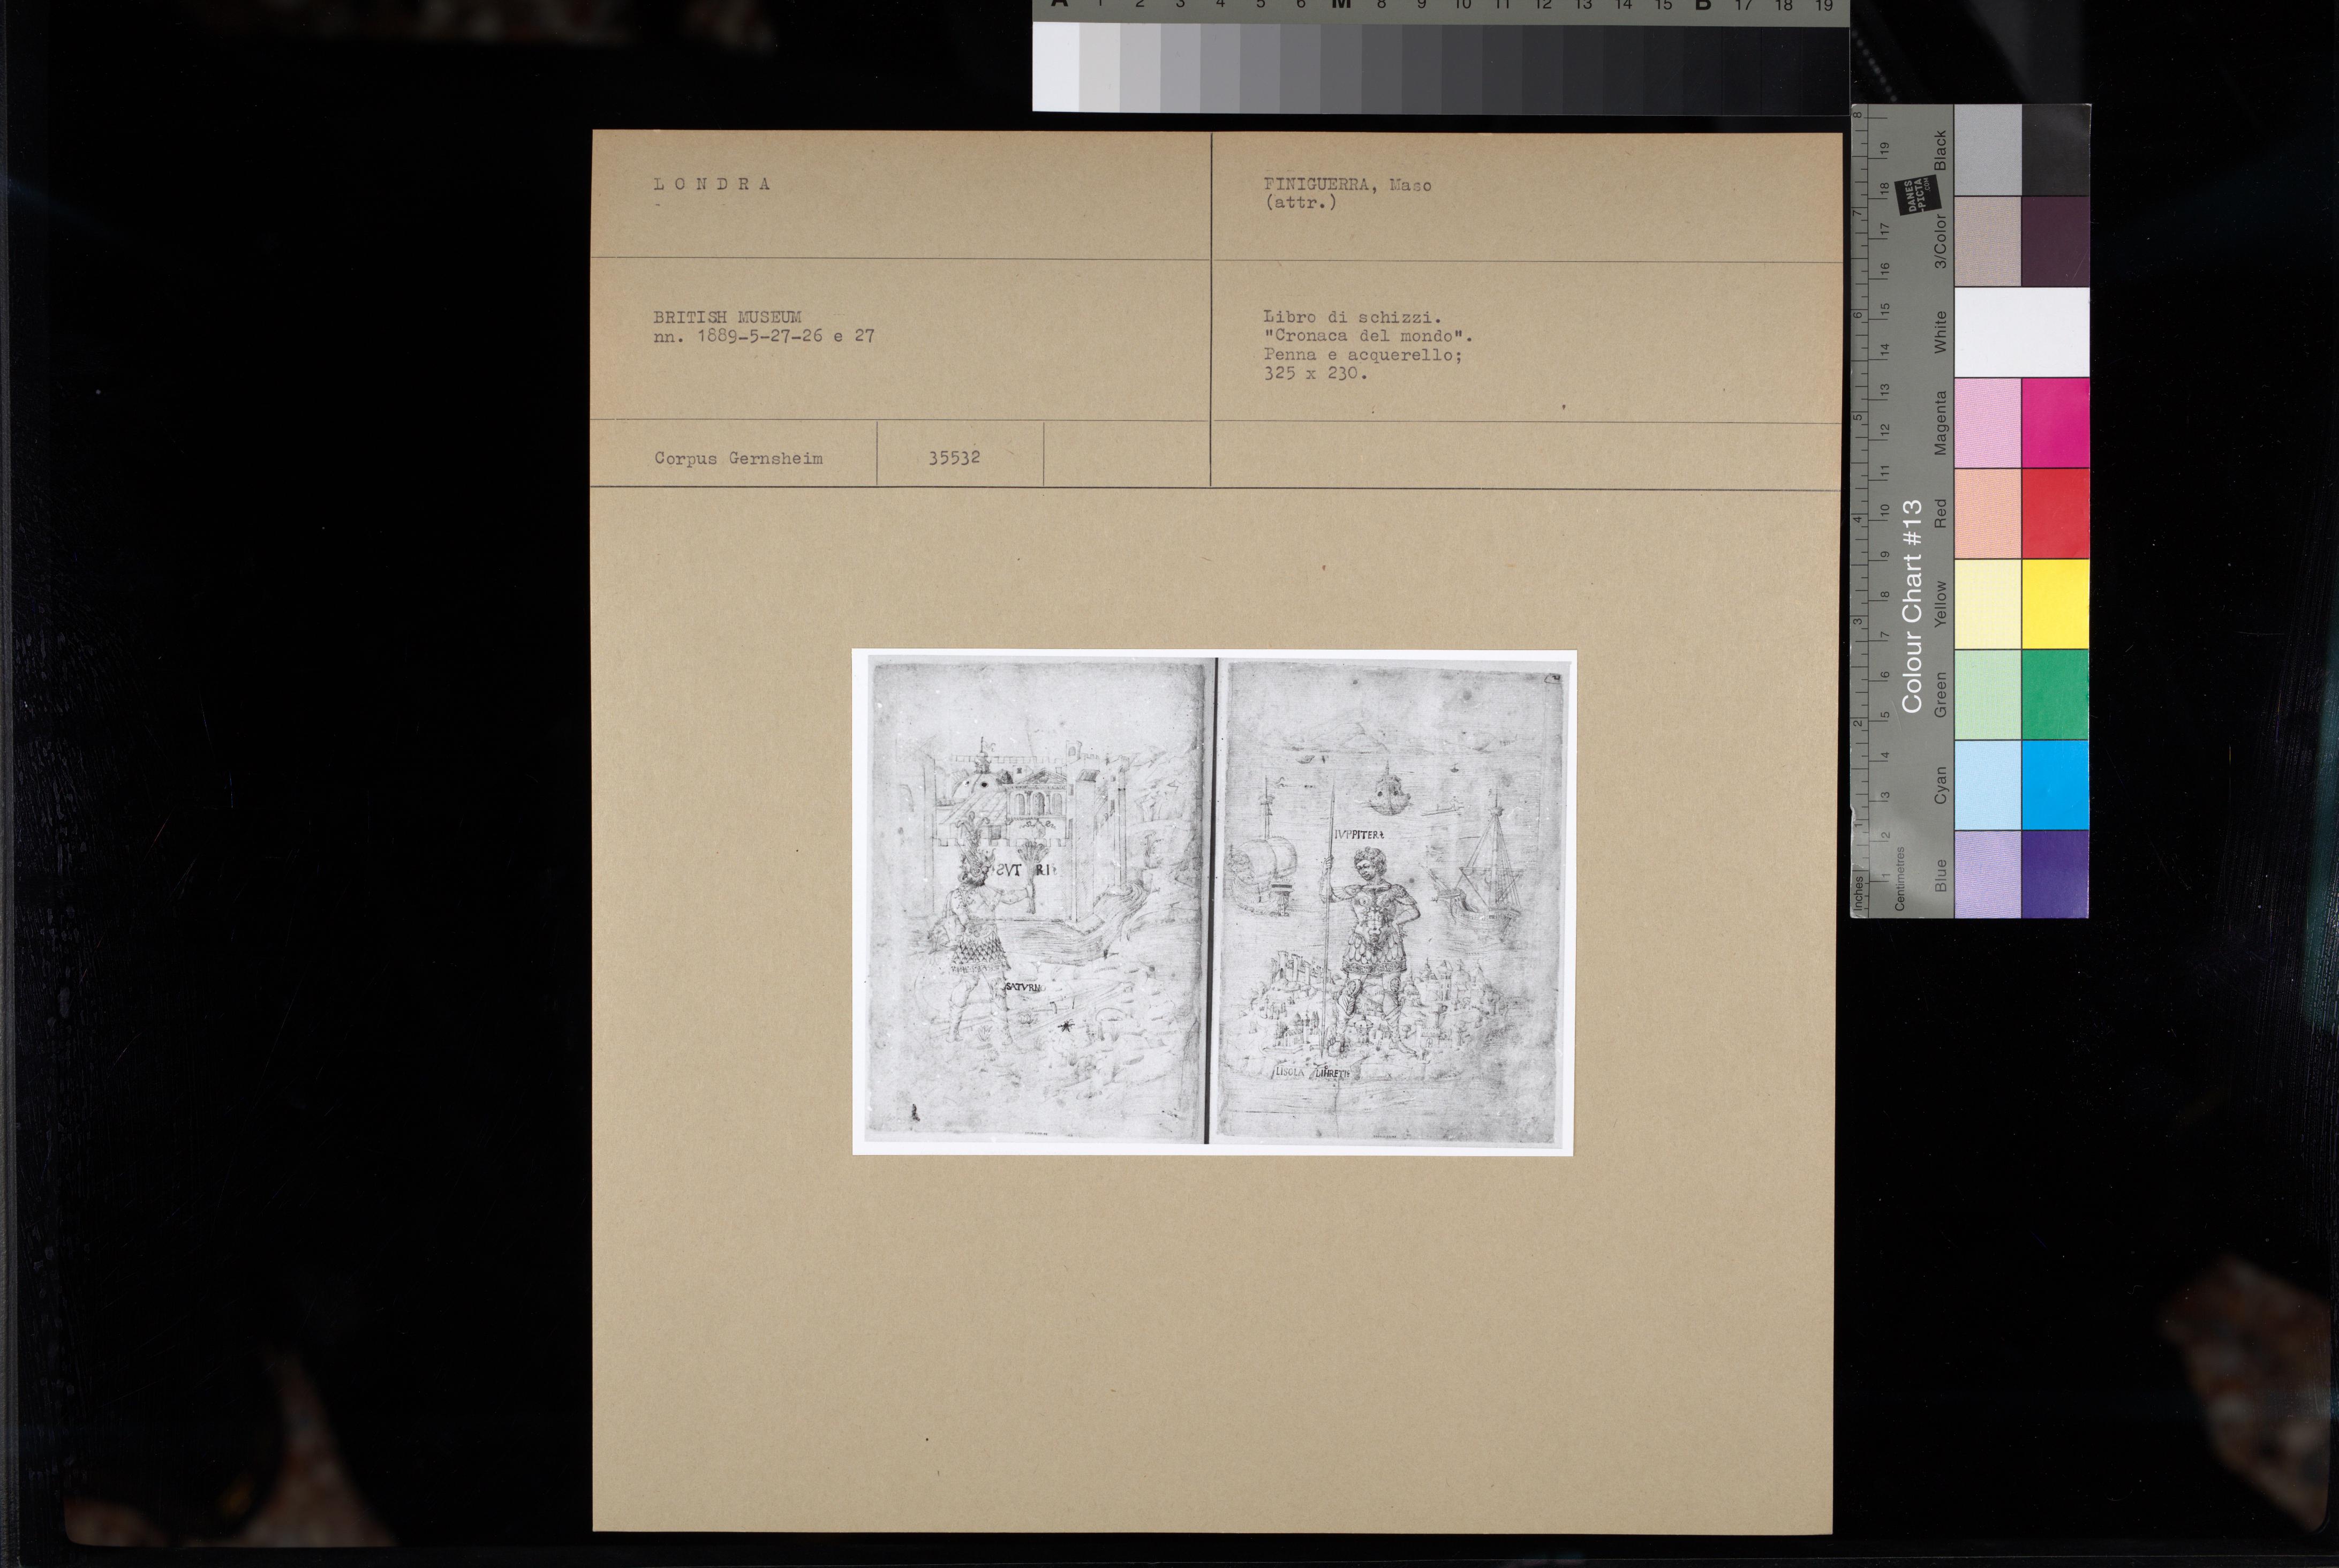 A 1 2 3 4 5 6 M 8 9 10 11 12 13 14 15 B 17 18 19
L O N D R A
FINIGUERRA, Maso
(attr.)
BRITISH MUSEUM
nn. 1889-5-27-26 e 27
Libro di schizzi.
"Cronaca del mondo".
Penna e acquerello;
325 x 230.
Corpus Gernsheim
35532
SVT RI
SATVRN
IVPPITER
LISOLA
Colour Chart #13
Blue Cyan Green Yellow Red Magenta White 3/Color Black
DANES
-PICTA
.COM
Inches 1 2 3 4 5 6 7 8
Centimetres 1 2 3 4 5 6 7 8 9 10 11 12 13 14 15 16 17 18 19